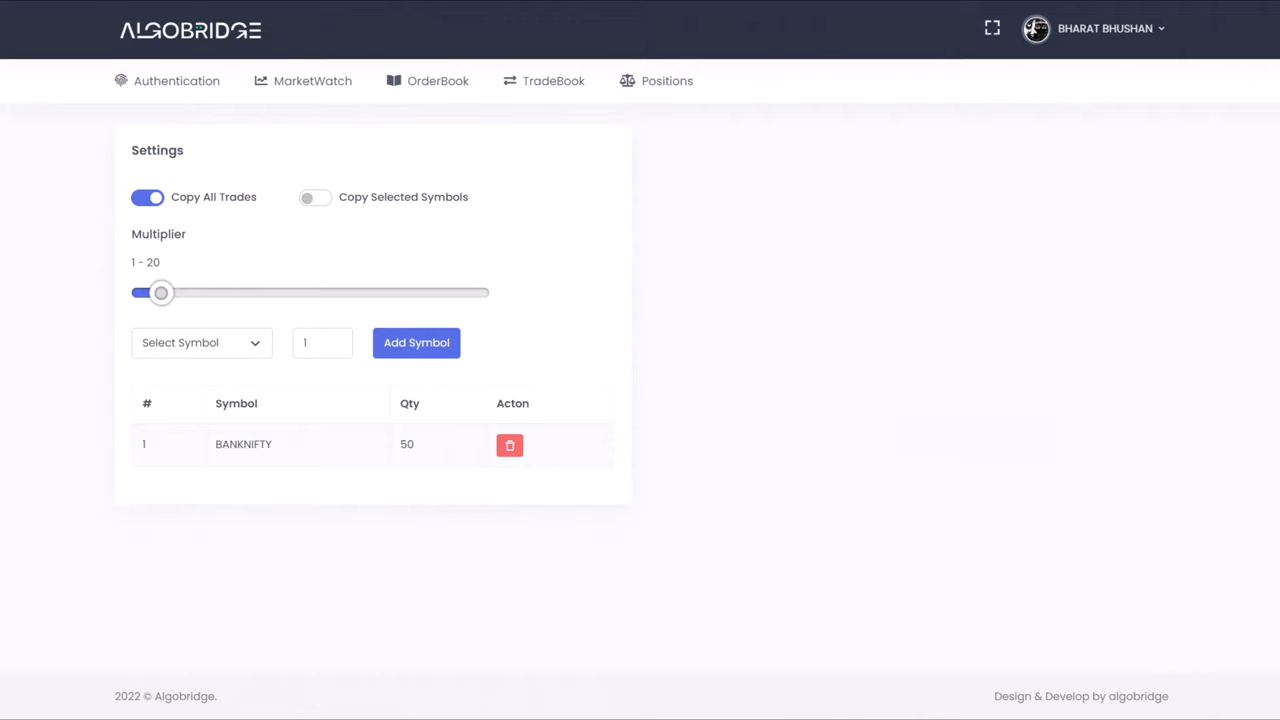 ALGOBRIDGE
BHARAT BHUSHAN
Authentication MarketWatch OrderBook TradeBook Positions
Settings
Copy All Trades Copy Selected Symbols
Multiplier
1 - 20
Select Symbol 1 Add Symbol
# Symbol Qty Acton
1 BANKNIFTY 50
2022 © Algobridge. Design & Develop by algobridge